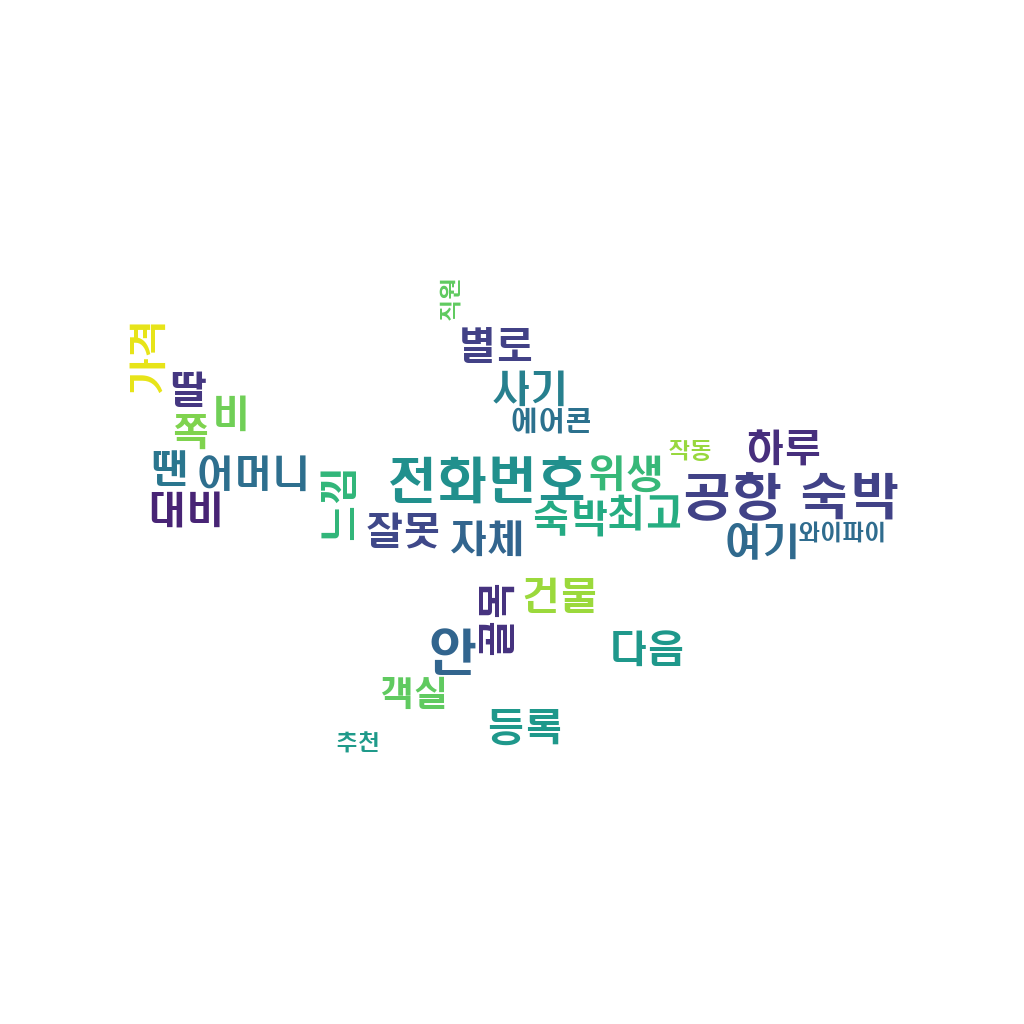 직원
가격
별로
딸
사기
비
에어콘
쪽
하루
작동
땐
어머니
전화번호
위생
공항 숙박
느낌
대비
잘못
자체
숙박최고
여기
와이파이
골목
건물
안
다음
객실
등록
추천